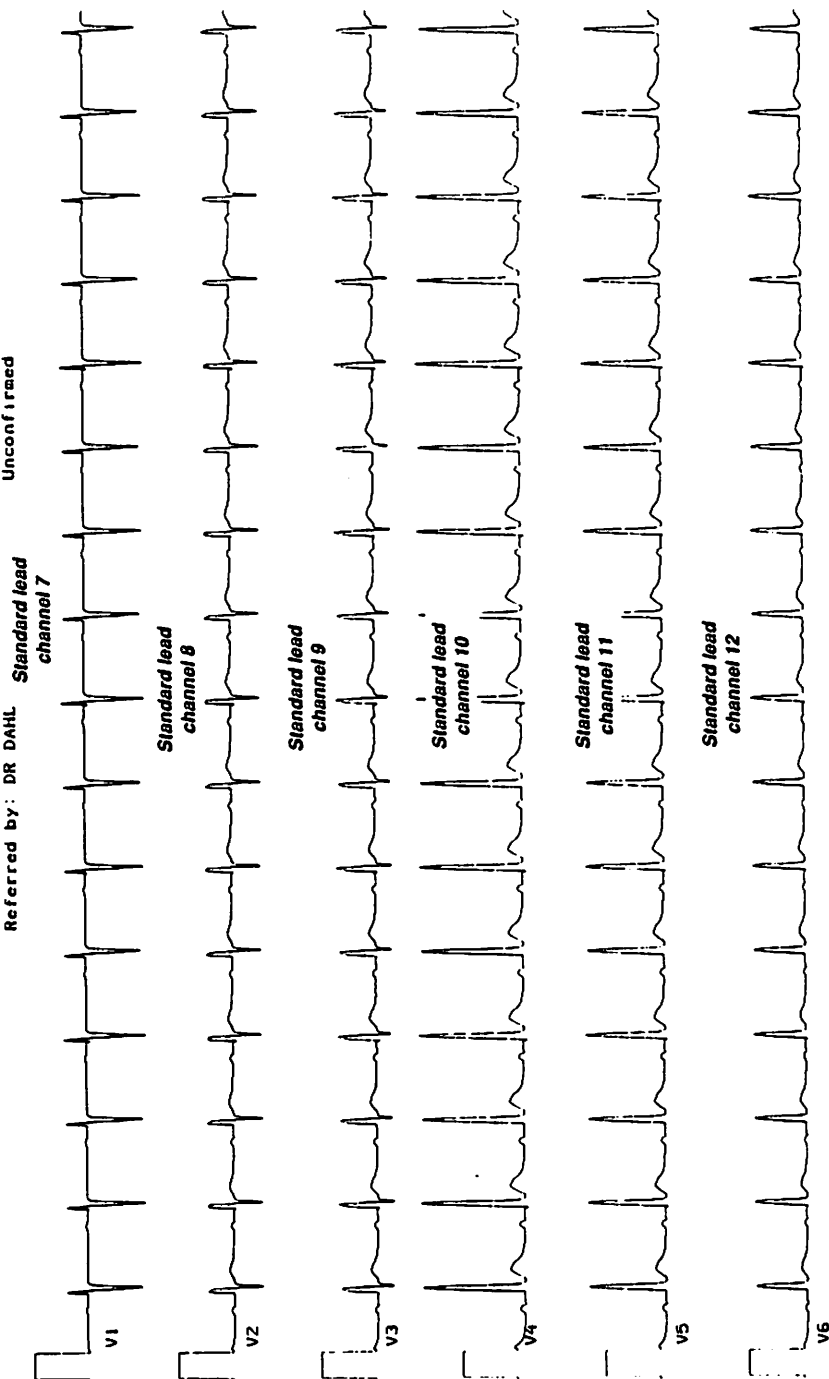 Referred by: DR DAHL
Unconfirmed
Standard lead
channel 7
V1
Standard lead
channel 8
V2
Standard lead
channel 9
V3
Standard lead
channel 10
V4
Standard lead
channel 11
V5
Standard lead
channel 12
V6